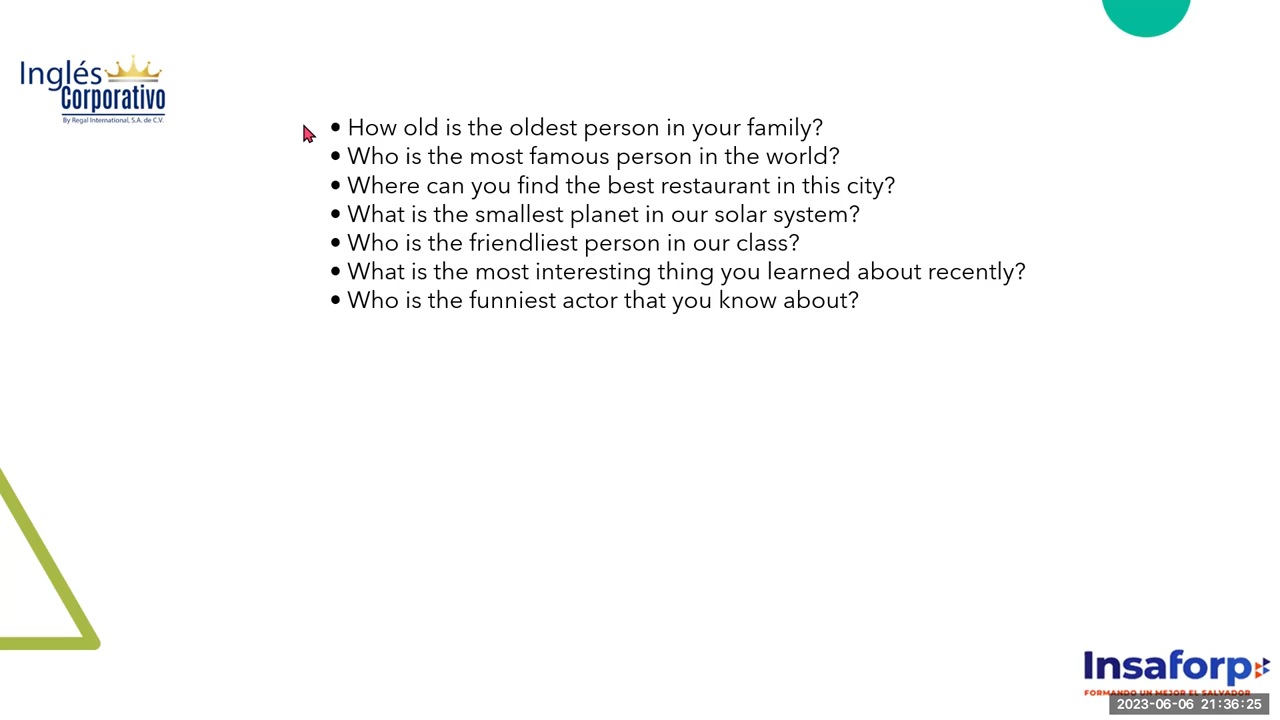 Inglés
Corporativo
By Regal International, S.A. de C.V.
• How old is the oldest person in your family?
• Who is the most famous person in the world?
• Where can you find the best restaurant in this city?
• What is the smallest planet in our solar system?
• Who is the friendliest person in our class?
• What is the most interesting thing you learned about recently?
• Who is the funniest actor that you know about?
Insaforp
FORMANDO UN MEJOR EL SALVADOR
2023-06-06 21:36:25